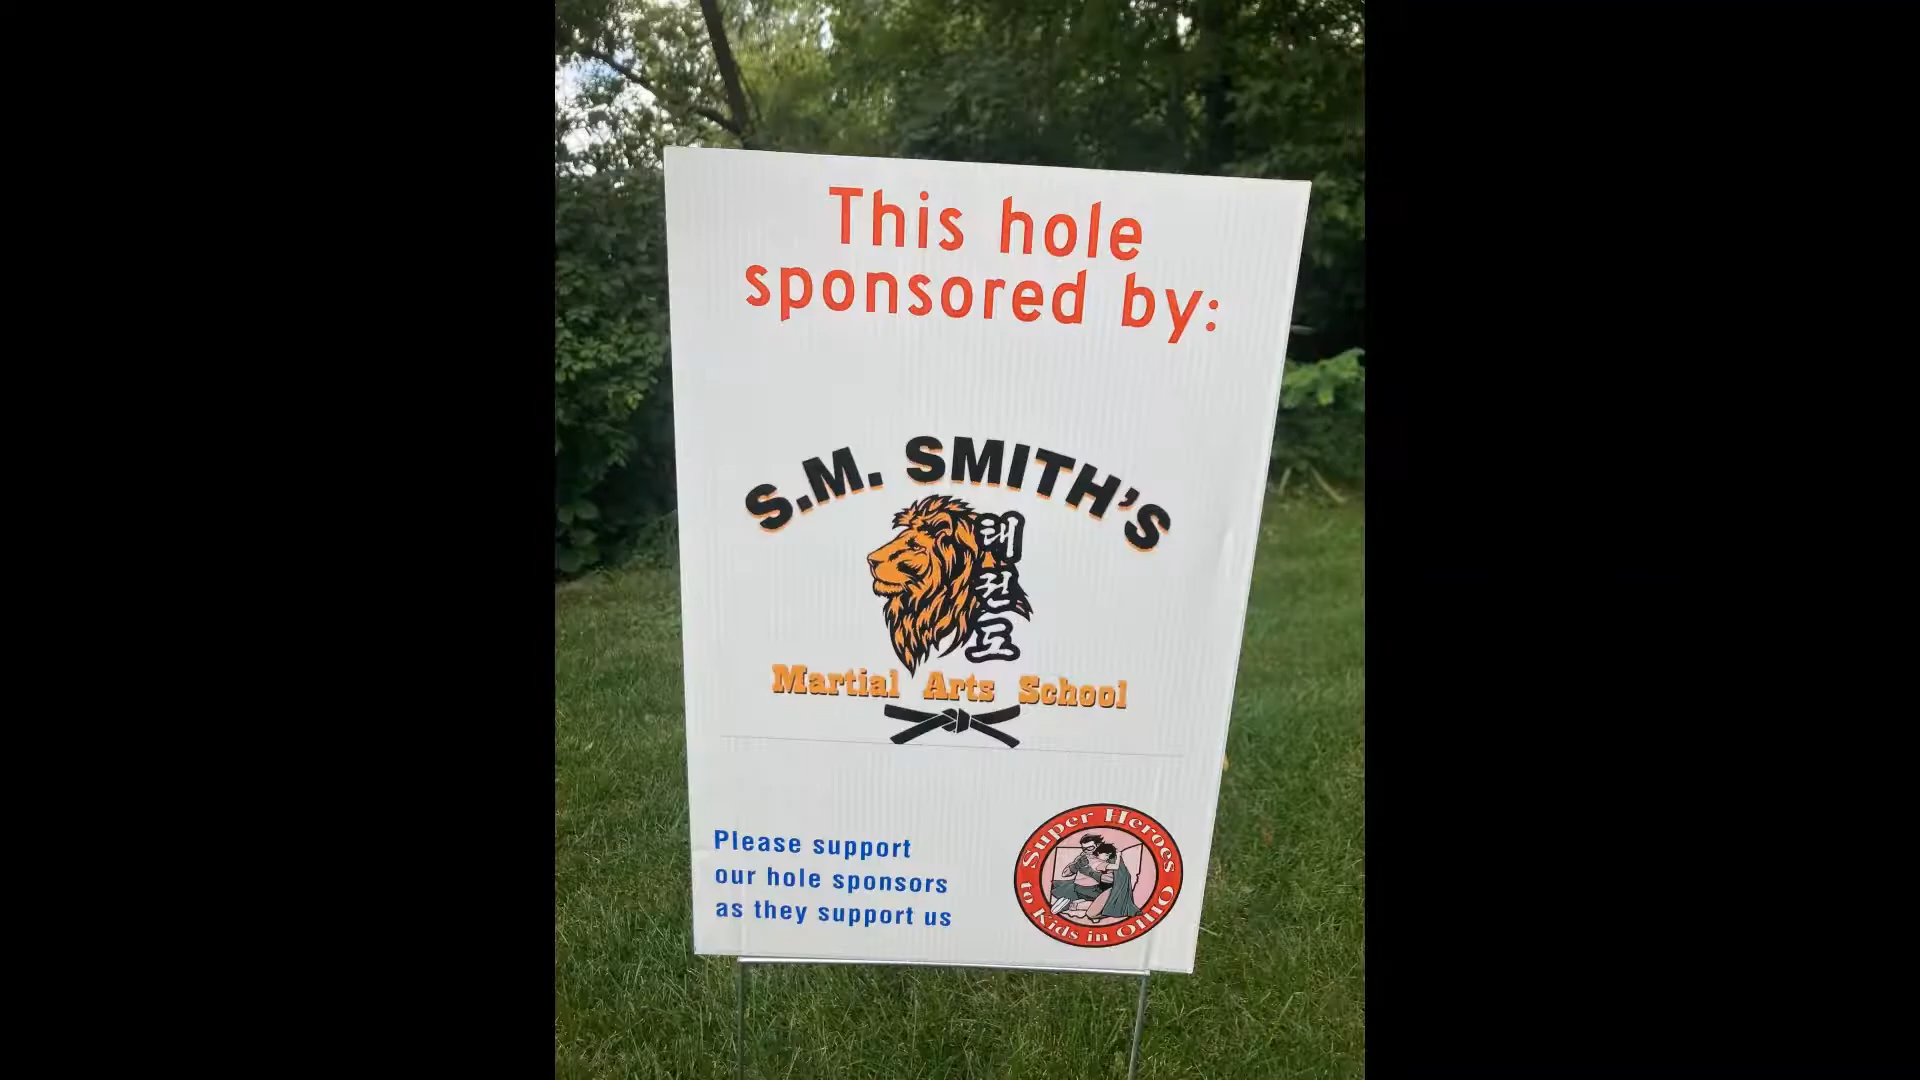 This hole
sponsored by:
S.M. SMITH'S
태
권
도
Martial Arts School
Please support
our hole sponsors
as they support us
Super Heroes
to Kids in OHIO